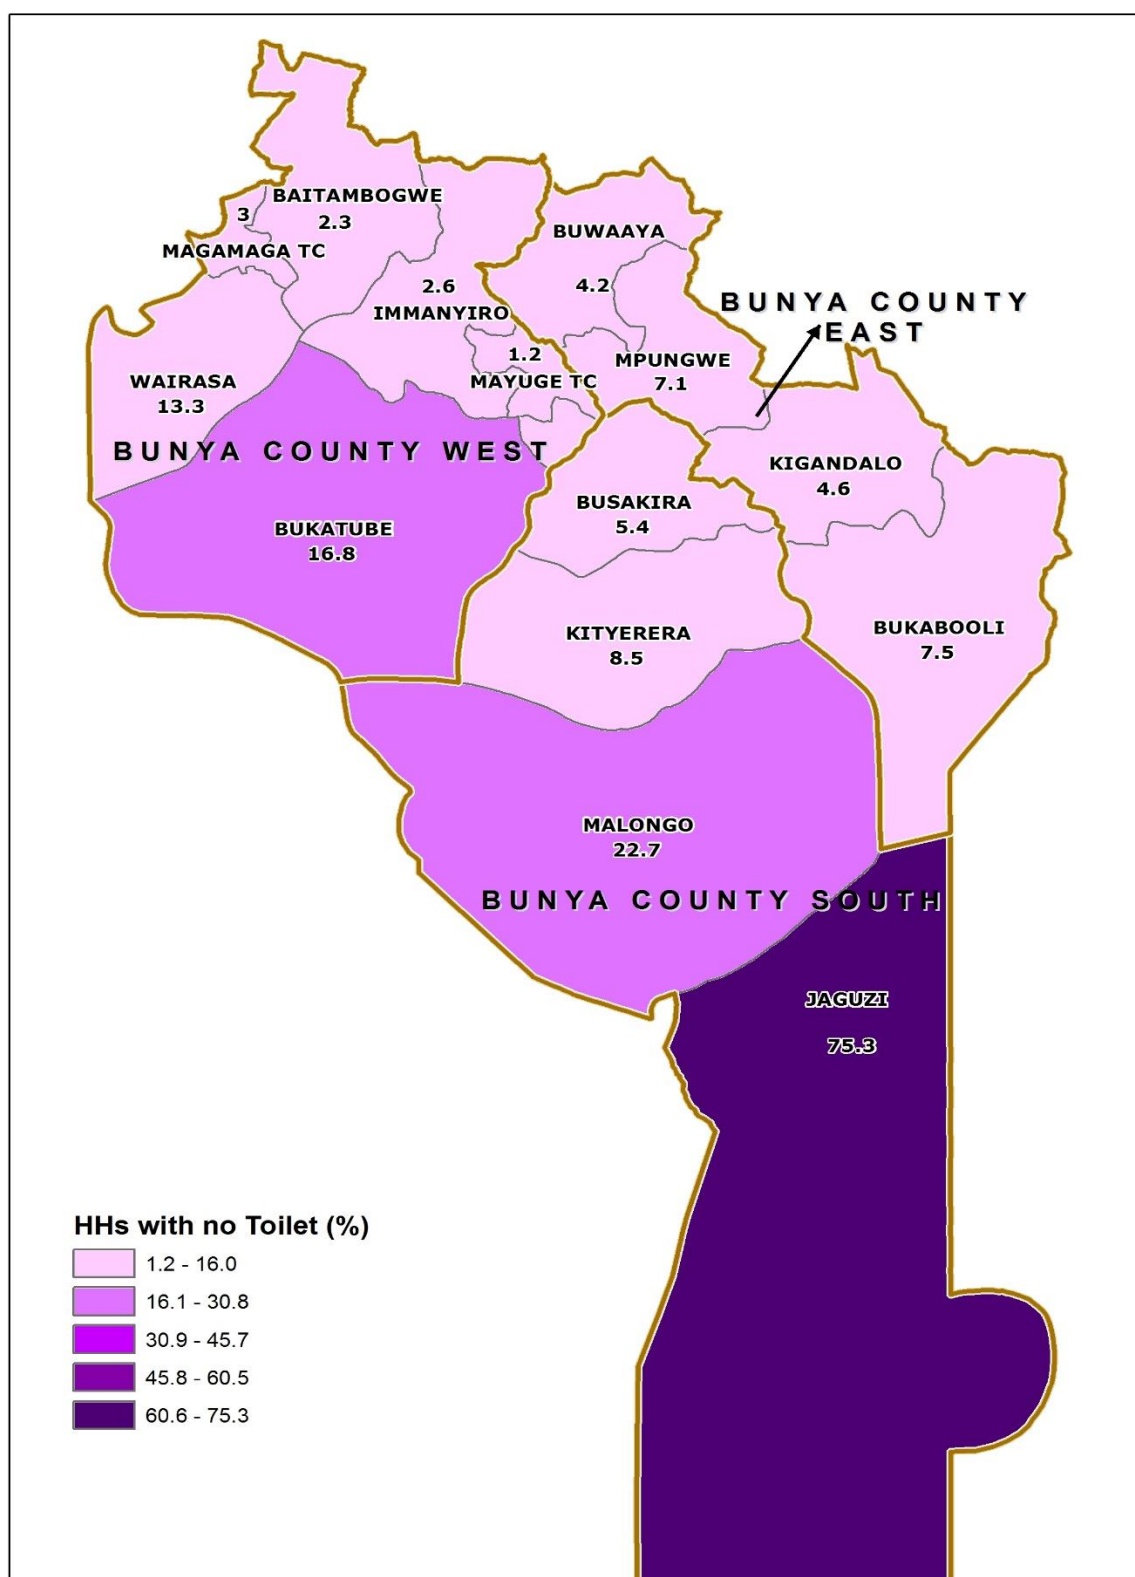 BAITAMBOGWE
2.3
3
MAGAMAGA TC
BUWAAYA
4.2
2.6
IMMANYIRO
BUNYA COUNTY
EAST
1.2
MAYUGE TC
MPUNGWE
7.1
WAIRASA
13.3
BUNYA COUNTY WEST
KIGANDALO
4.6
BUSAKIRA
5.4
BUKATUBE
16.8
KITYERERA
8.5
BUKABOOLI
7.5
MALONGO
22.7
BUNYA COUNTY SOUTH
JAGUZI
75.3
HHs with no Toilet (%)
1.2 - 16.0
16.1 - 30.8
30.9 - 45.7
45.8 - 60.5
60.6 - 75.3